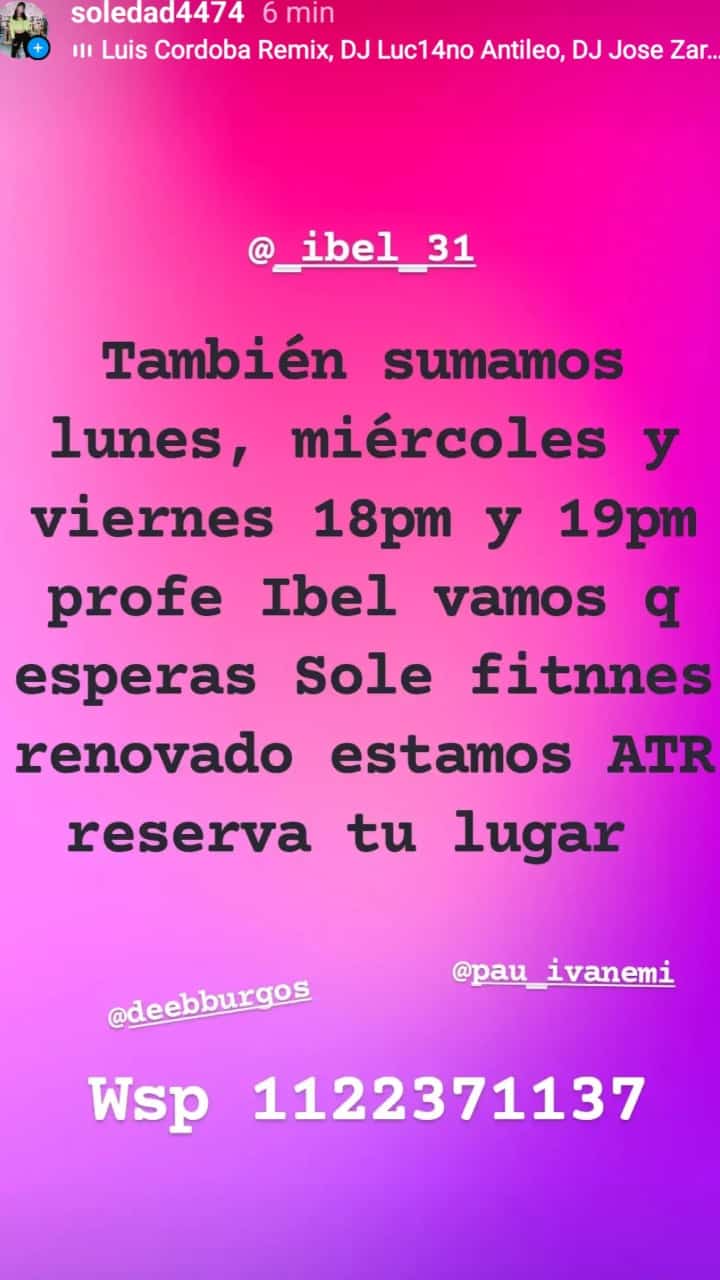 soledad4474 6 min
Luis Cordoba Remix, DJ Luc14no Antileo, DJ Jose Zar...
@_ibel_31
También sumamos
lunes, miércoles y
viernes 18pm y 19pm
profe Ibel vamos q
esperas Sole fitnnes
renovado estamos ATR
reserva tu lugar
@pau_ivanemi
@deebburgos
Wsp 1122371137